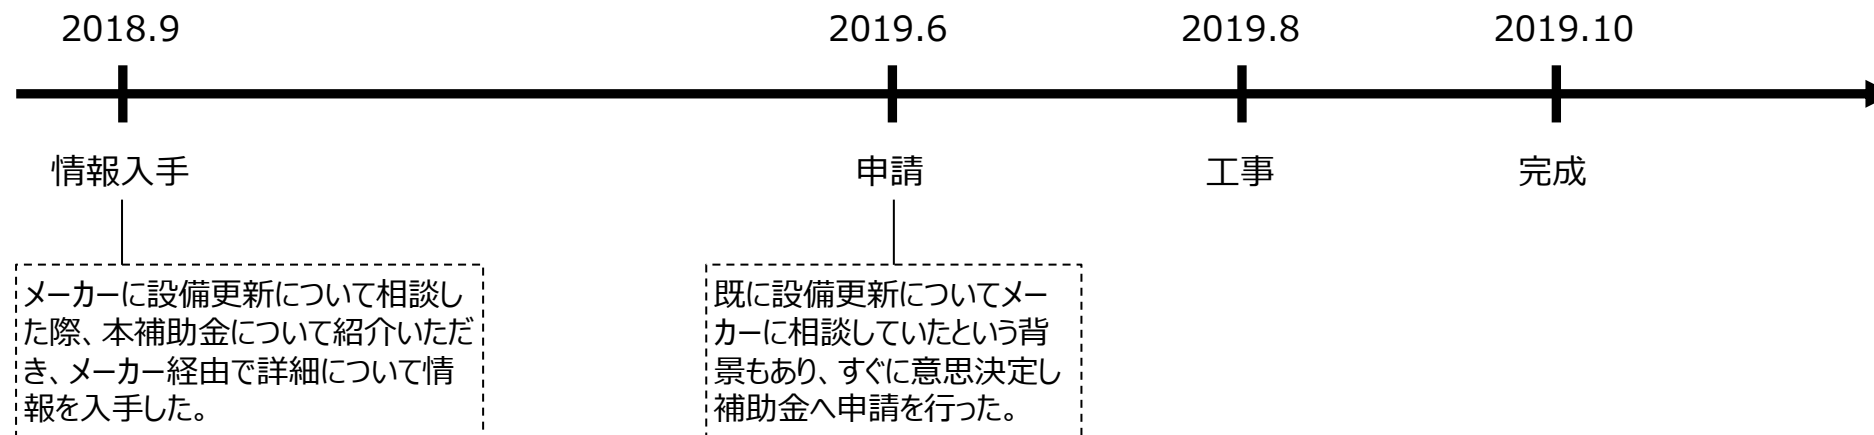 2018.9
2019.6
2019.8
2019.10
情報入手
申請
工事
完成
メーカーに設備更新について相談し
た際、本補助金について紹介いただ
き、メーカー経由で詳細について情
報を入手した。
既に設備更新についてメー
カーに相談していたという背
景もあり、すぐに意思決定し
補助金へ申請を行った。